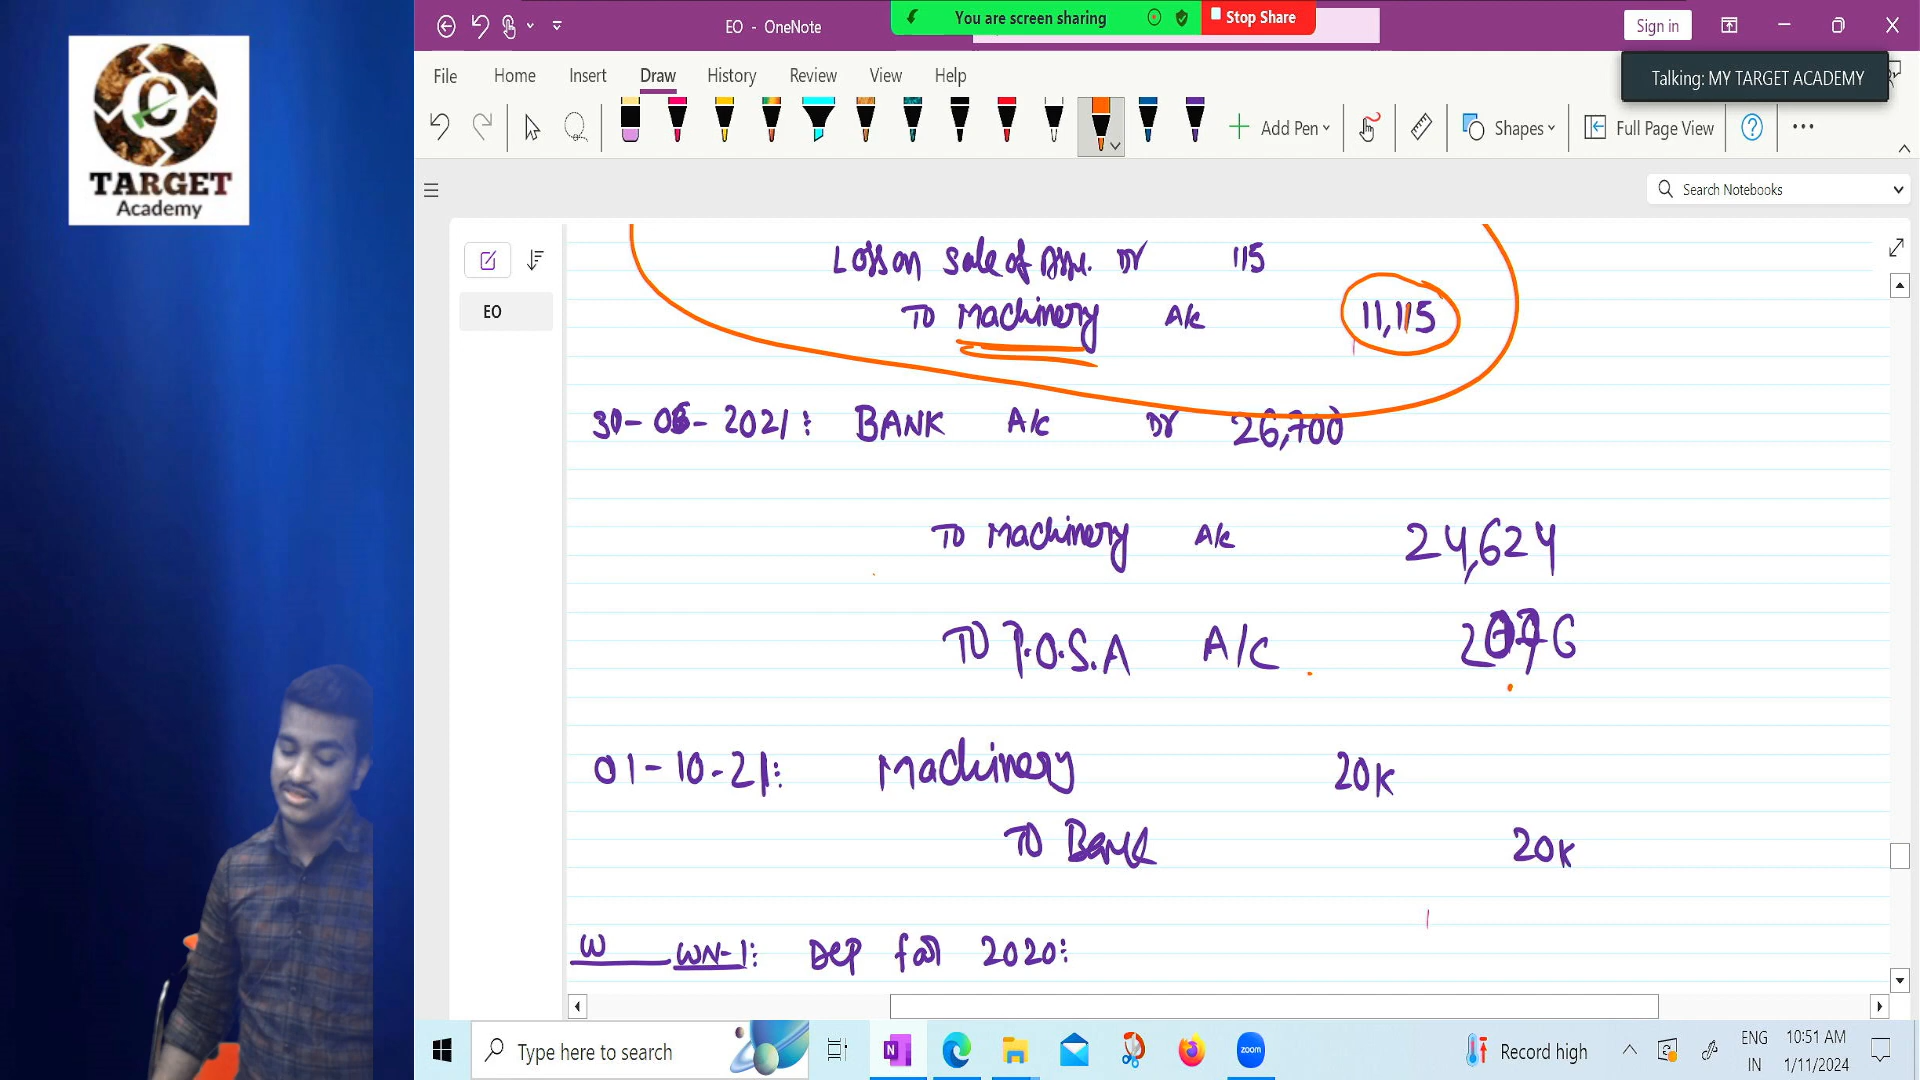 TARGET
Academy
EO - OneNote
You are screen sharing
Stop Share
Sign in
Talking: MY TARGET ACADEMY
File Home Insert Draw History Review View Help
Add Pen
Shapes
Full Page View
Search Notebooks
EO
Loss on Sale of Dr 115
To Machinery A/c 11,115
30-06-2021: BANK A/c Dr 26,700
To Machinery A/c 24,624
To P.O.S.A A/c 2076
01-10-21: Machinery 20K
To Bank 20K
W WN-1: Dep for 2020:
Type here to search
zoom
Record high
ENG
IN
10:51 AM
1/11/2024